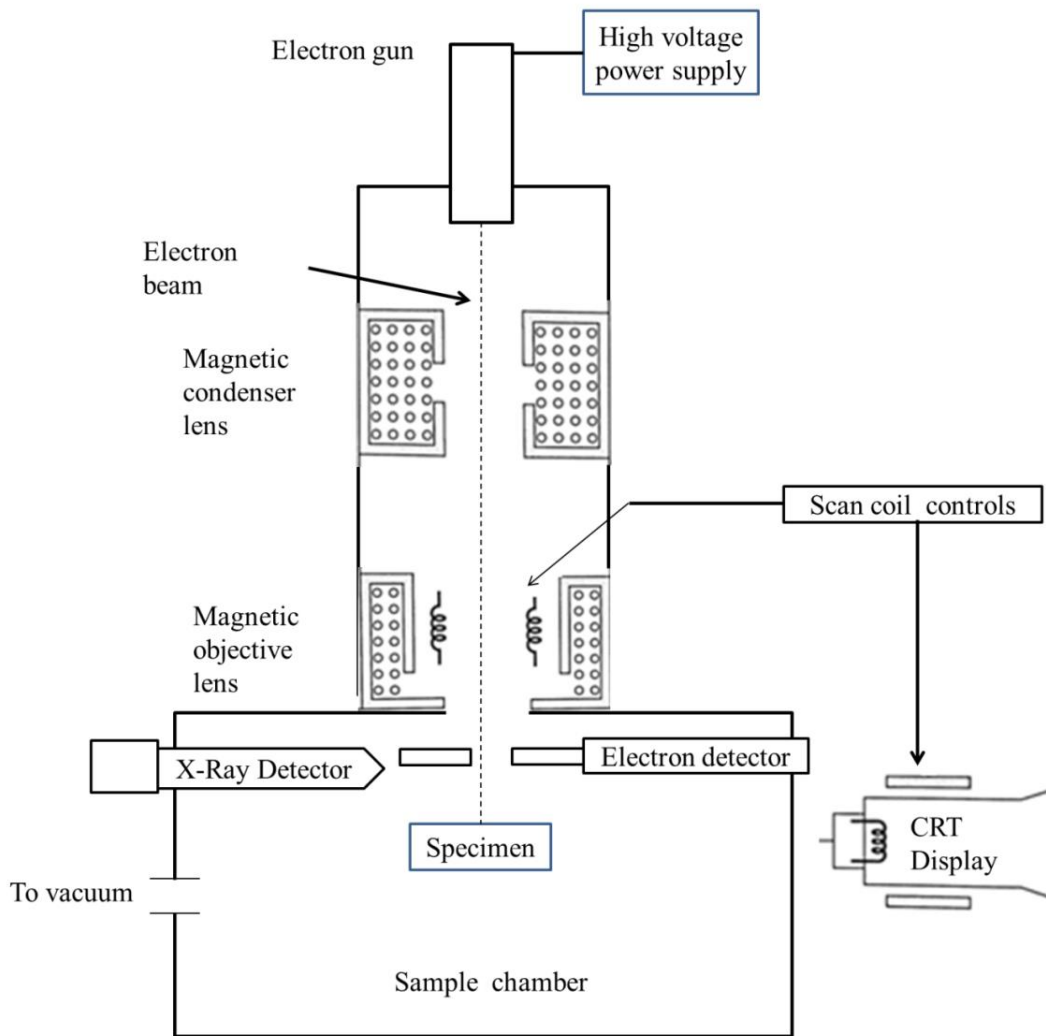 Electron gun
High voltage
power supply
Electron
beam
Magnetic
condenser
lens
Scan coil controls
Magnetic
objective
lens
X-Ray Detector
Electron detector
Specimen
CRT
Display
To vacuum
Sample chamber